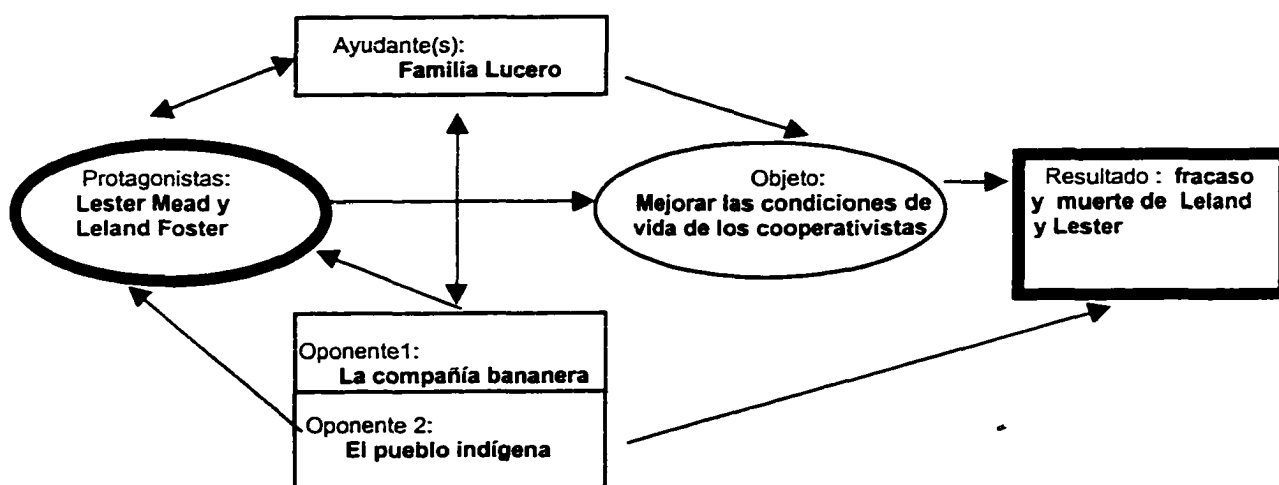 Ayudante(s):
Familia Lucero
Protagonistas:
Lester Mead y
Leland Foster
Objeto:
Mejorar las condiciones de
vida de los cooperativistas
Resultado : fracaso
y muerte de Leland
y Lester
Oponente1:
La compañía bananera
Oponente 2:
El pueblo indígena